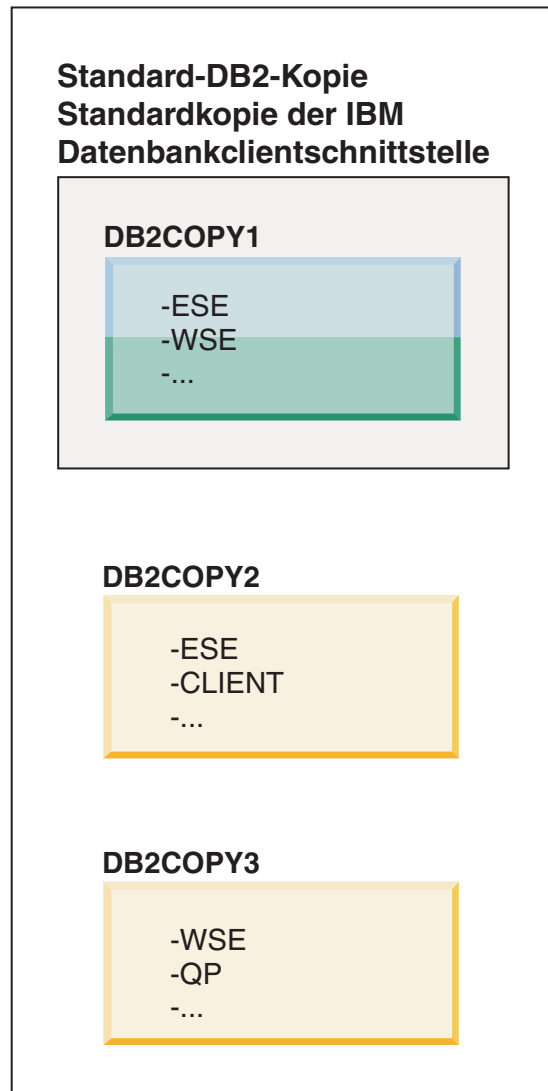 Standard-DB2-Kopie
Standardkopie der IBM
Datenbankclientschnittstelle
DB2COPY1
-ESE
-WSE
-...
DB2COPY2
-ESE
-CLIENT
-...
DB2COPY3
-WSE
-QP
-...